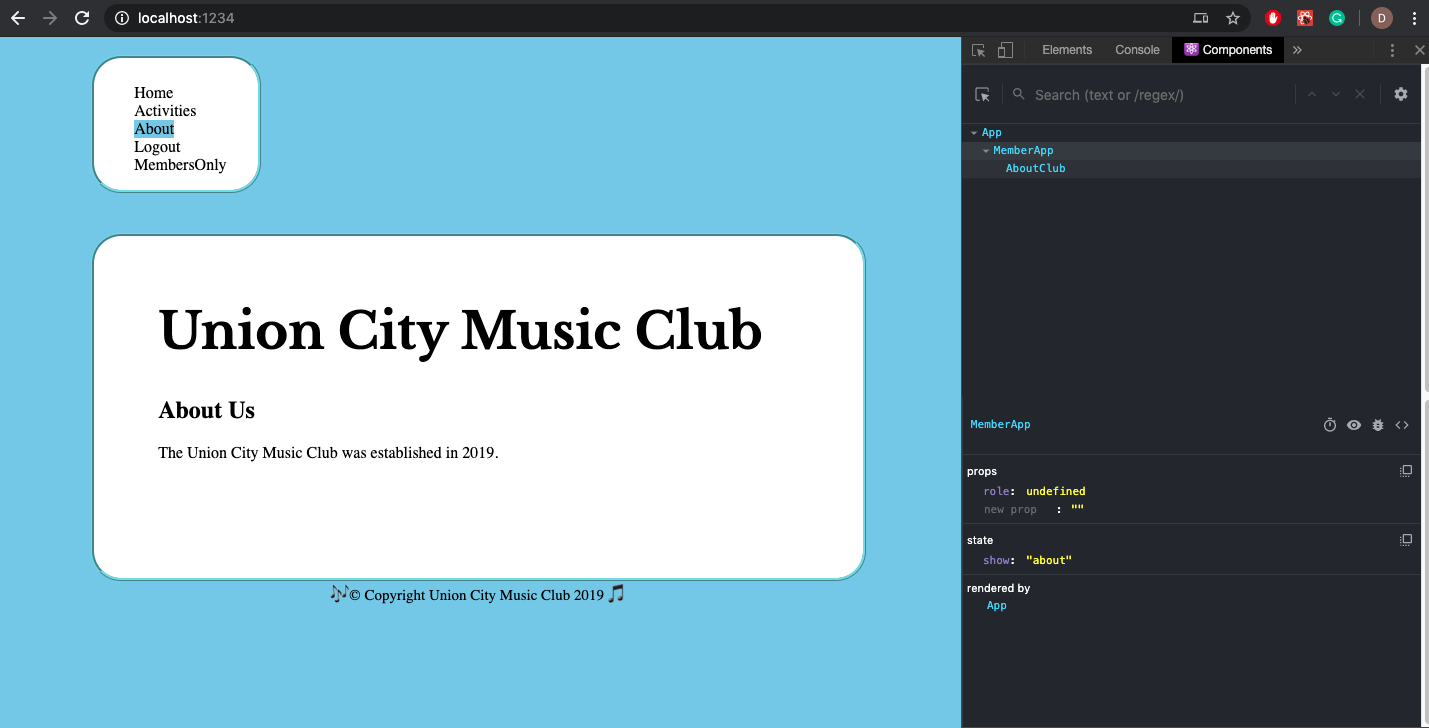 localhost:1234
D
Elements Console Components »
Search (text or /regex/)
Home
Activities
About
Logout
MembersOnly
Union City Music Club
About Us
The Union City Music Club was established in 2019.
🎶© Copyright Union City Music Club 2019 🎵
App
MemberApp
AboutClub
MemberApp
props
role: undefined
new prop : ""
state
show: "about"
rendered by
App